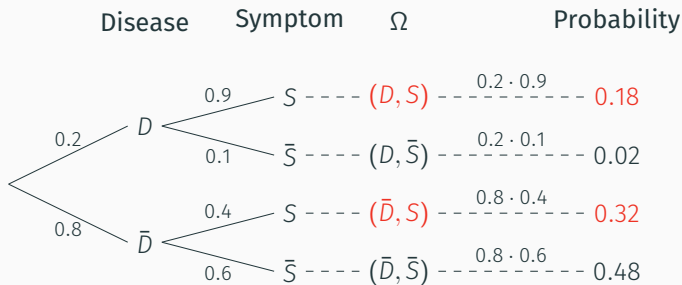 Disease Symptom Ω Probability
0.9 S (D, S) 0.2 · 0.9 0.18
0.2 D
0.1 S̄ (D, S̄) 0.2 · 0.1 0.02
0.4 S (D̄, S) 0.8 · 0.4 0.32
0.8 D̄
0.6 S̄ (D̄, S̄) 0.8 · 0.6 0.48